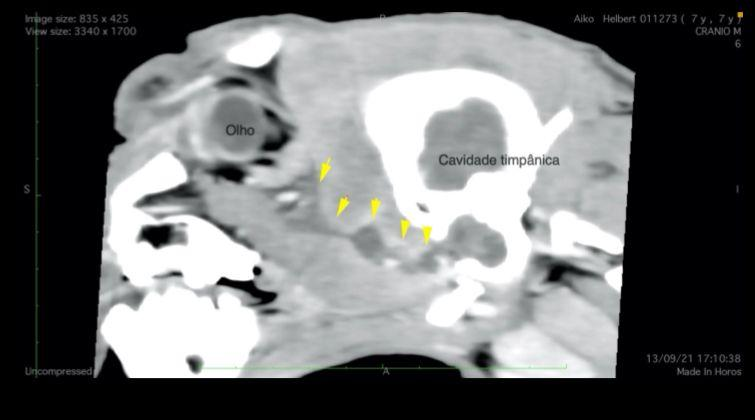 Image size: 835 x 425
View size: 3340 x 1700
R
Aiko Helbert 011273 ( 7 y , 7 y )
CRANIO M
6
Olho
Cavidade timpânica
S
I
Uncompressed
A
13/09/21 17:10:38
Made In Horos